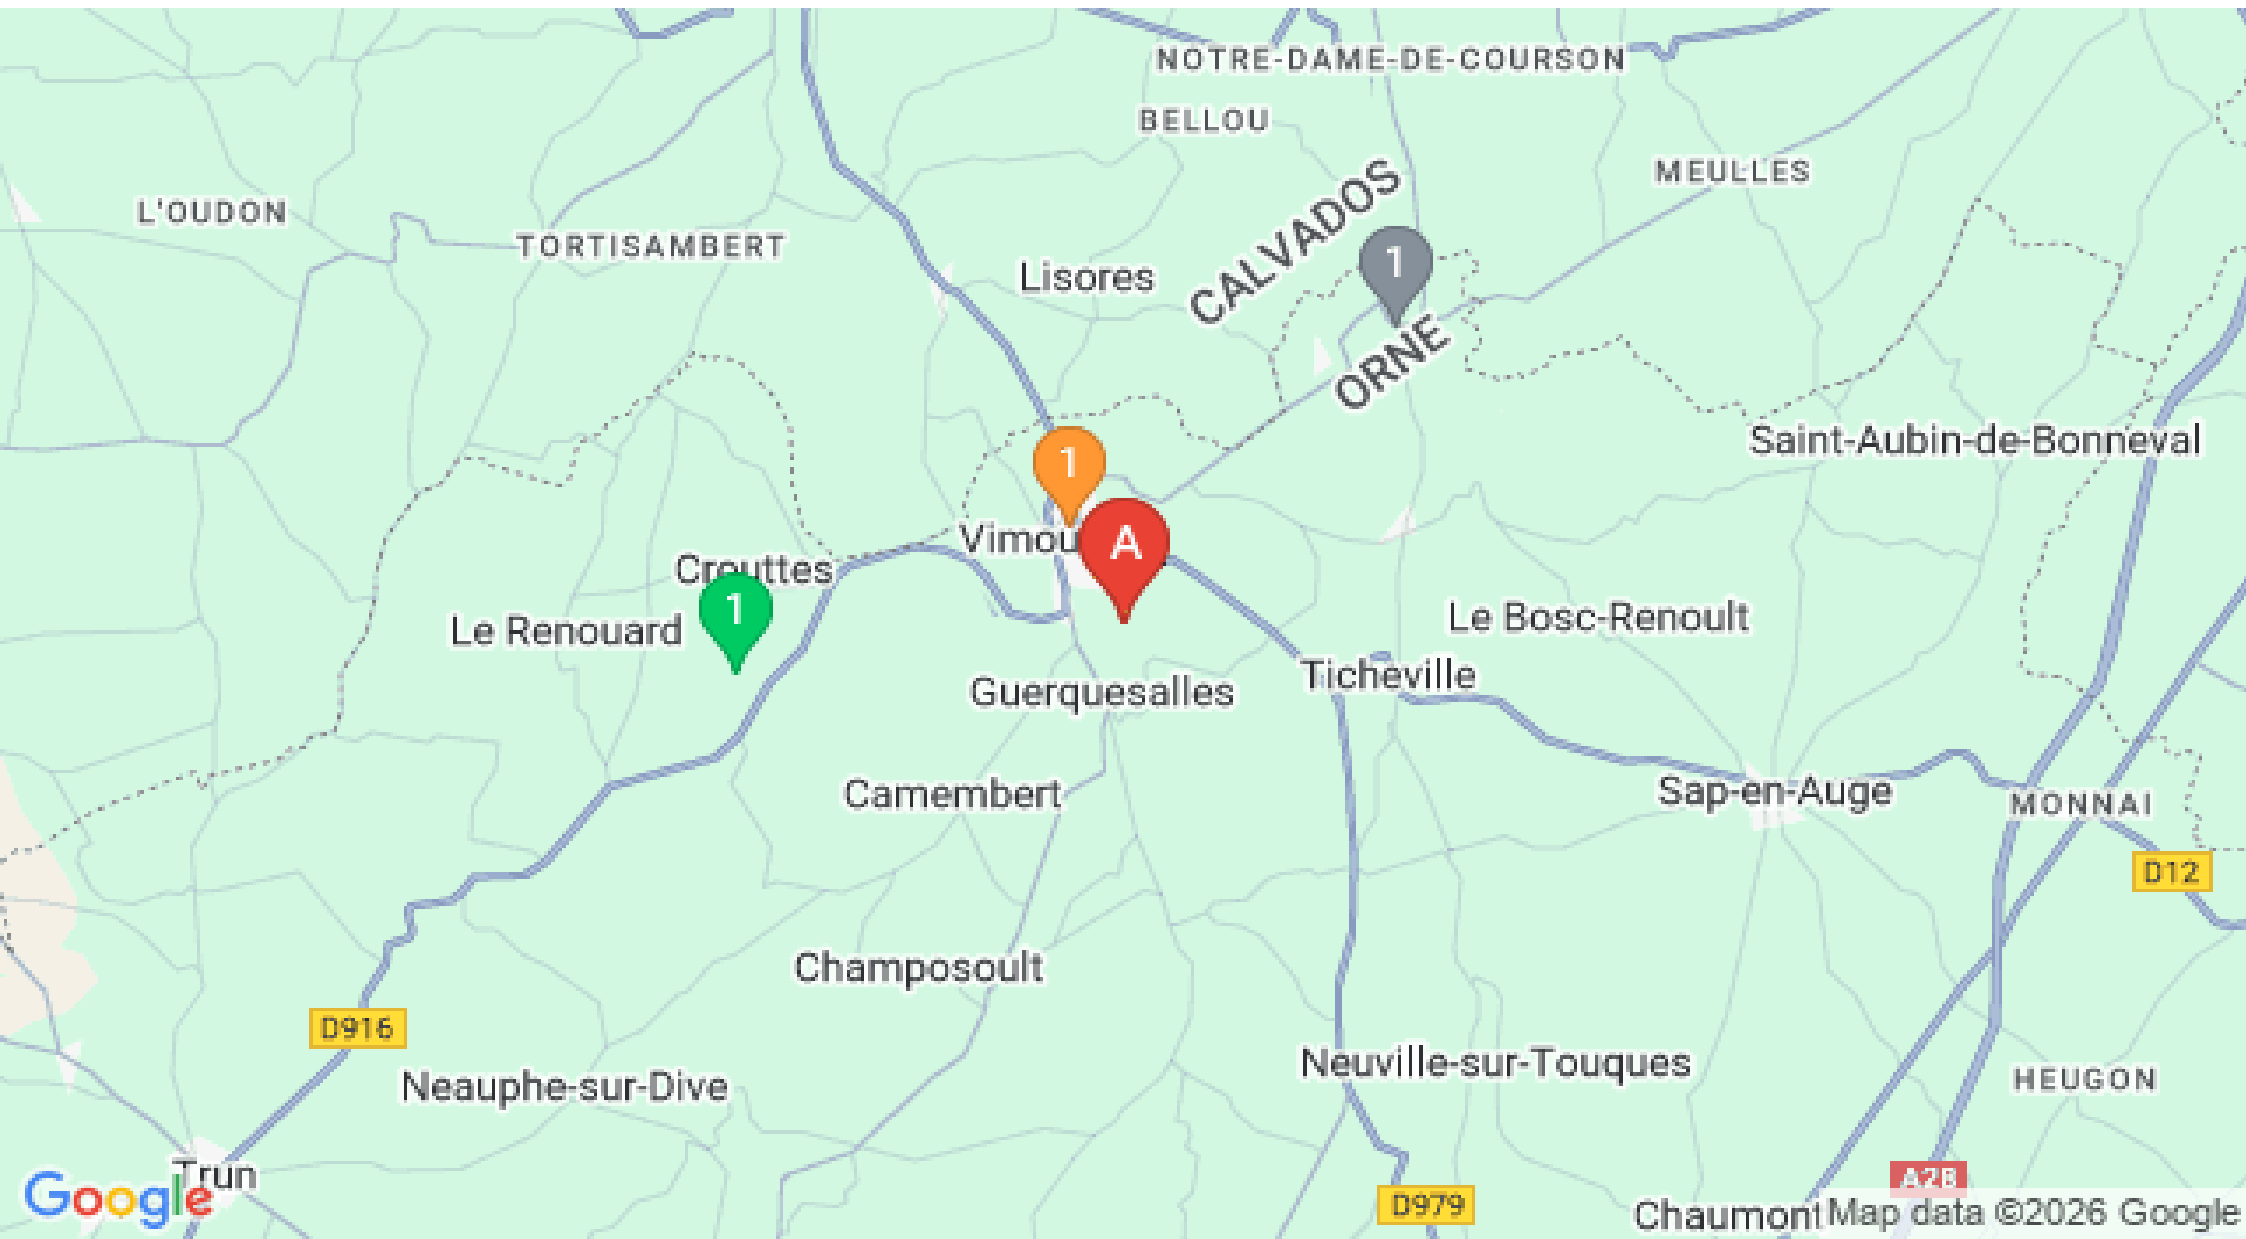 NOTRE-DAME-DE-COURSON
BELLOU
MEULLES
CALVADOS
L'OUDON
TORTISAMBERT
Lisores
1
ORNE
Saint-Aubin-de-Bonneval
1
Vimou
A
Crouttes
1
Le Renouard
Le Bosc-Renoult
Ticheville
Guerquesalles
Camembert
Sap-en-Auge
MONNAI
D12
Champosoult
D916
Neuville-sur-Touques
Neauphe-sur-Dive
HEUGON
Trun
A28
Google
D979
Chaumont
Map data ©2026 Google